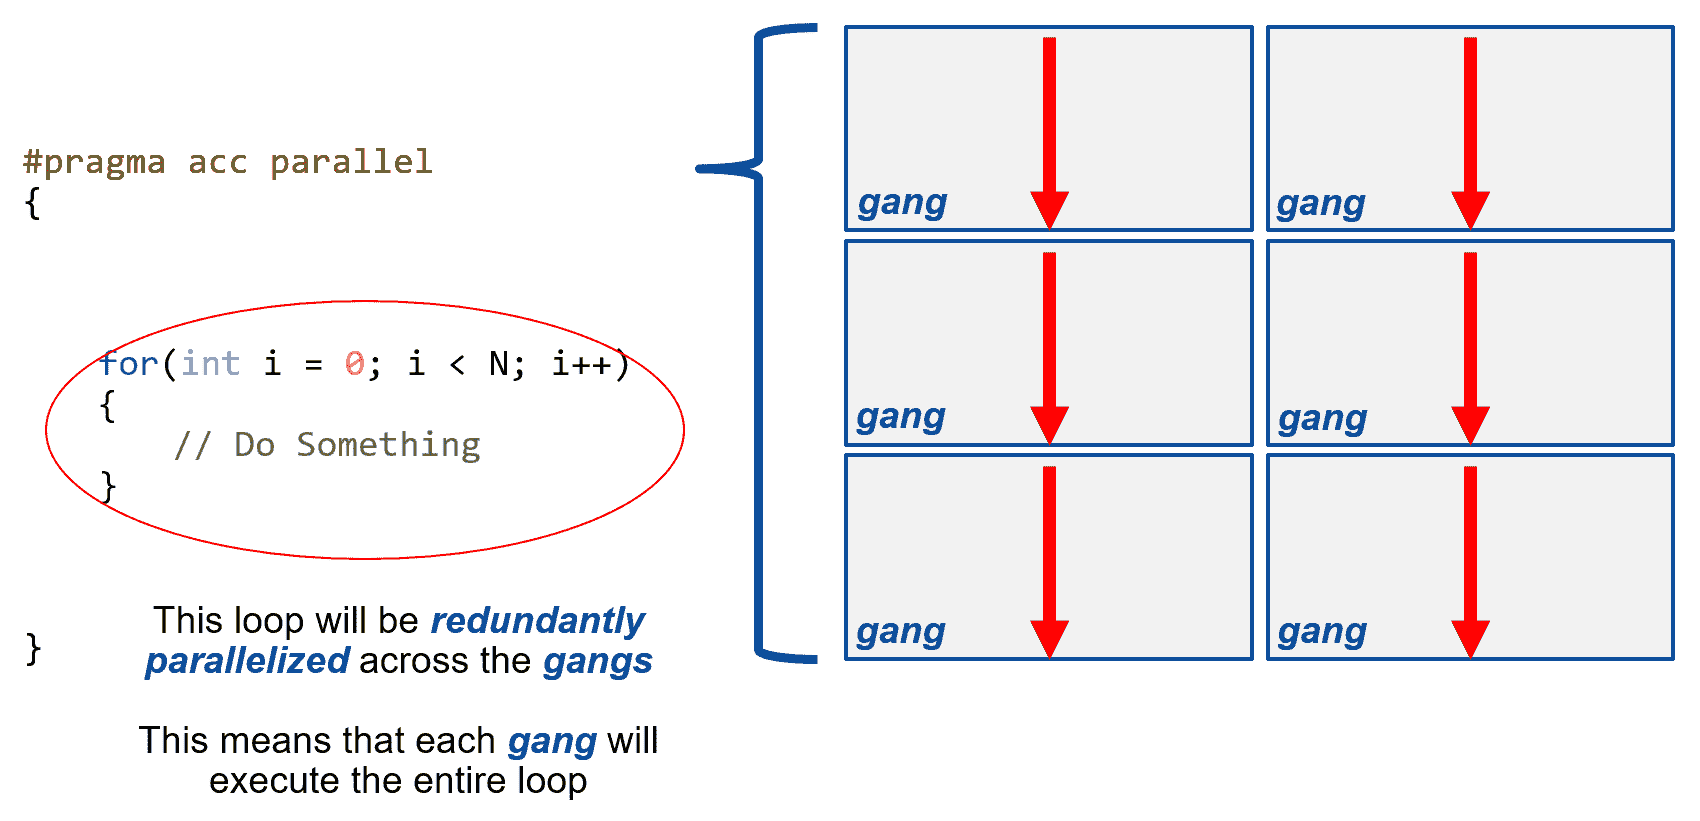 #pragma acc parallel
{
for(int i = 0; i < N; i++)
{
// Do Something
}
}
This loop will be redundantly
parallelized across the gangs
This means that each gang will
execute the entire loop
gang
gang
gang
gang
gang
gang